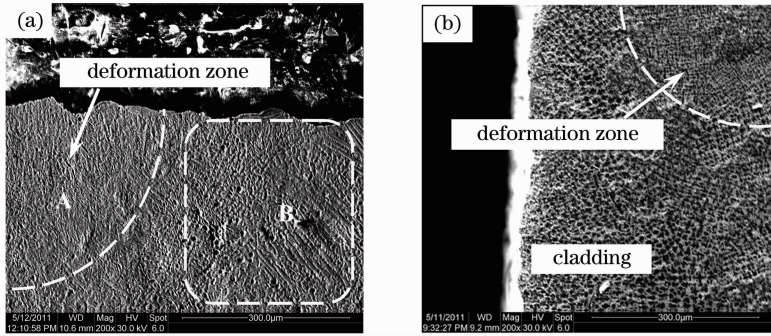 (a)
deformation zone
A
B
5/12/2011 WD Mag HV Spot
12:10:58 PM 10.6 mm 200x 30.0 kV 6.0
300.0μm
(b)
deformation zone
cladding
5/11/2011 WD Mag HV Spot
9:32:27 PM 9.2 mm 200x 30.0 kV 6.0
300.0μm